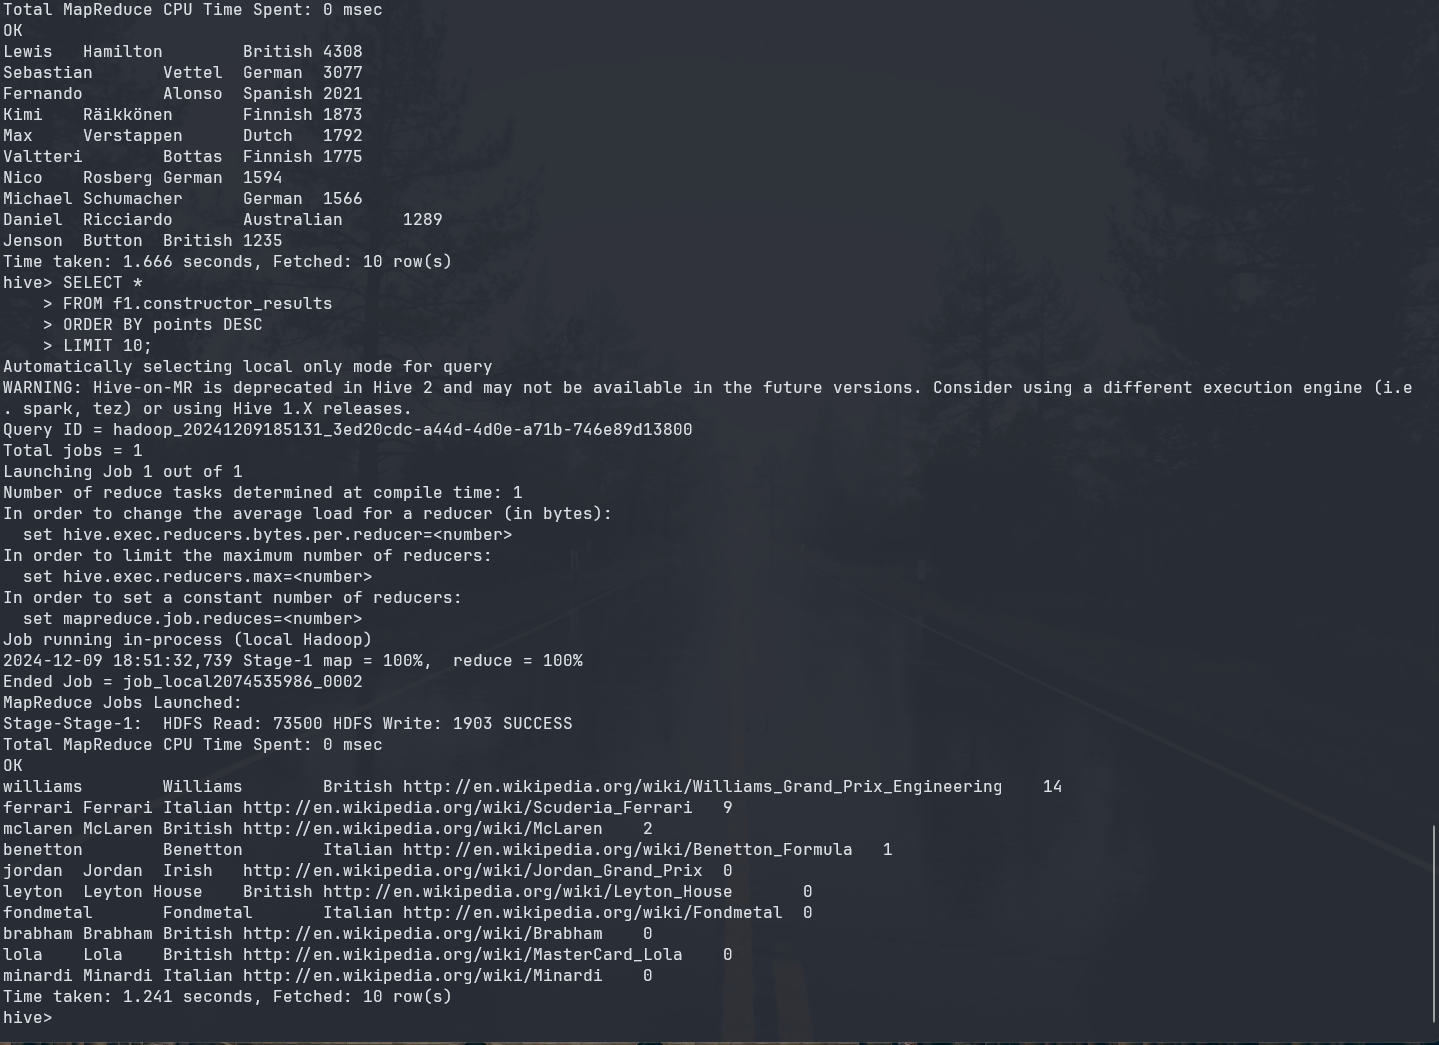 Total MapReduce CPU Time Spent: 0 msec
OK
Lewis   Hamilton        British 4308
Sebastian       Vettel  German  3077
Fernando        Alonso  Spanish 2021
Kimi    Räikkönen       Finnish 1873
Max     Verstappen      Dutch   1792
Valtteri        Bottas  Finnish 1775
Nico    Rosberg German  1594
Michael Schumacher      German  1566
Daniel  Ricciardo       Australian      1289
Jenson  Button  British 1235
Time taken: 1.666 seconds, Fetched: 10 row(s)
hive> SELECT *
    > FROM f1.constructor_results
    > ORDER BY points DESC
    > LIMIT 10;
Automatically selecting local only mode for query
WARNING: Hive-on-MR is deprecated in Hive 2 and may not be available in the future versions. Consider using a different execution engine (i.e
. spark, tez) or using Hive 1.X releases.
Query ID = hadoop_20241209185131_3ed20cdc-a44d-4d0e-a71b-746e89d13800
Total jobs = 1
Launching Job 1 out of 1
Number of reduce tasks determined at compile time: 1
In order to change the average load for a reducer (in bytes):
  set hive.exec.reducers.bytes.per.reducer=<number>
In order to limit the maximum number of reducers:
  set hive.exec.reducers.max=<number>
In order to set a constant number of reducers:
  set mapreduce.job.reduces=<number>
Job running in-process (local Hadoop)
2024-12-09 18:51:32,739 Stage-1 map = 100%,  reduce = 100%
Ended Job = job_local2074535986_0002
MapReduce Jobs Launched:
Stage-Stage-1:  HDFS Read: 73500 HDFS Write: 1903 SUCCESS
Total MapReduce CPU Time Spent: 0 msec
OK
williams        Williams        British http://en.wikipedia.org/wiki/Williams_Grand_Prix_Engineering    14
ferrari Ferrari Italian http://en.wikipedia.org/wiki/Scuderia_Ferrari   9
mclaren McLaren British http://en.wikipedia.org/wiki/McLaren    2
benetton        Benetton        Italian http://en.wikipedia.org/wiki/Benetton_Formula   1
jordan  Jordan  Irish   http://en.wikipedia.org/wiki/Jordan_Grand_Prix  0
leyton  Leyton House    British http://en.wikipedia.org/wiki/Leyton_House       0
fondmetal       Fondmetal       Italian http://en.wikipedia.org/wiki/Fondmetal  0
brabham Brabham British http://en.wikipedia.org/wiki/Brabham    0
lola    Lola    British http://en.wikipedia.org/wiki/MasterCard_Lola    0
minardi Minardi Italian http://en.wikipedia.org/wiki/Minardi    0
Time taken: 1.241 seconds, Fetched: 10 row(s)
hive>